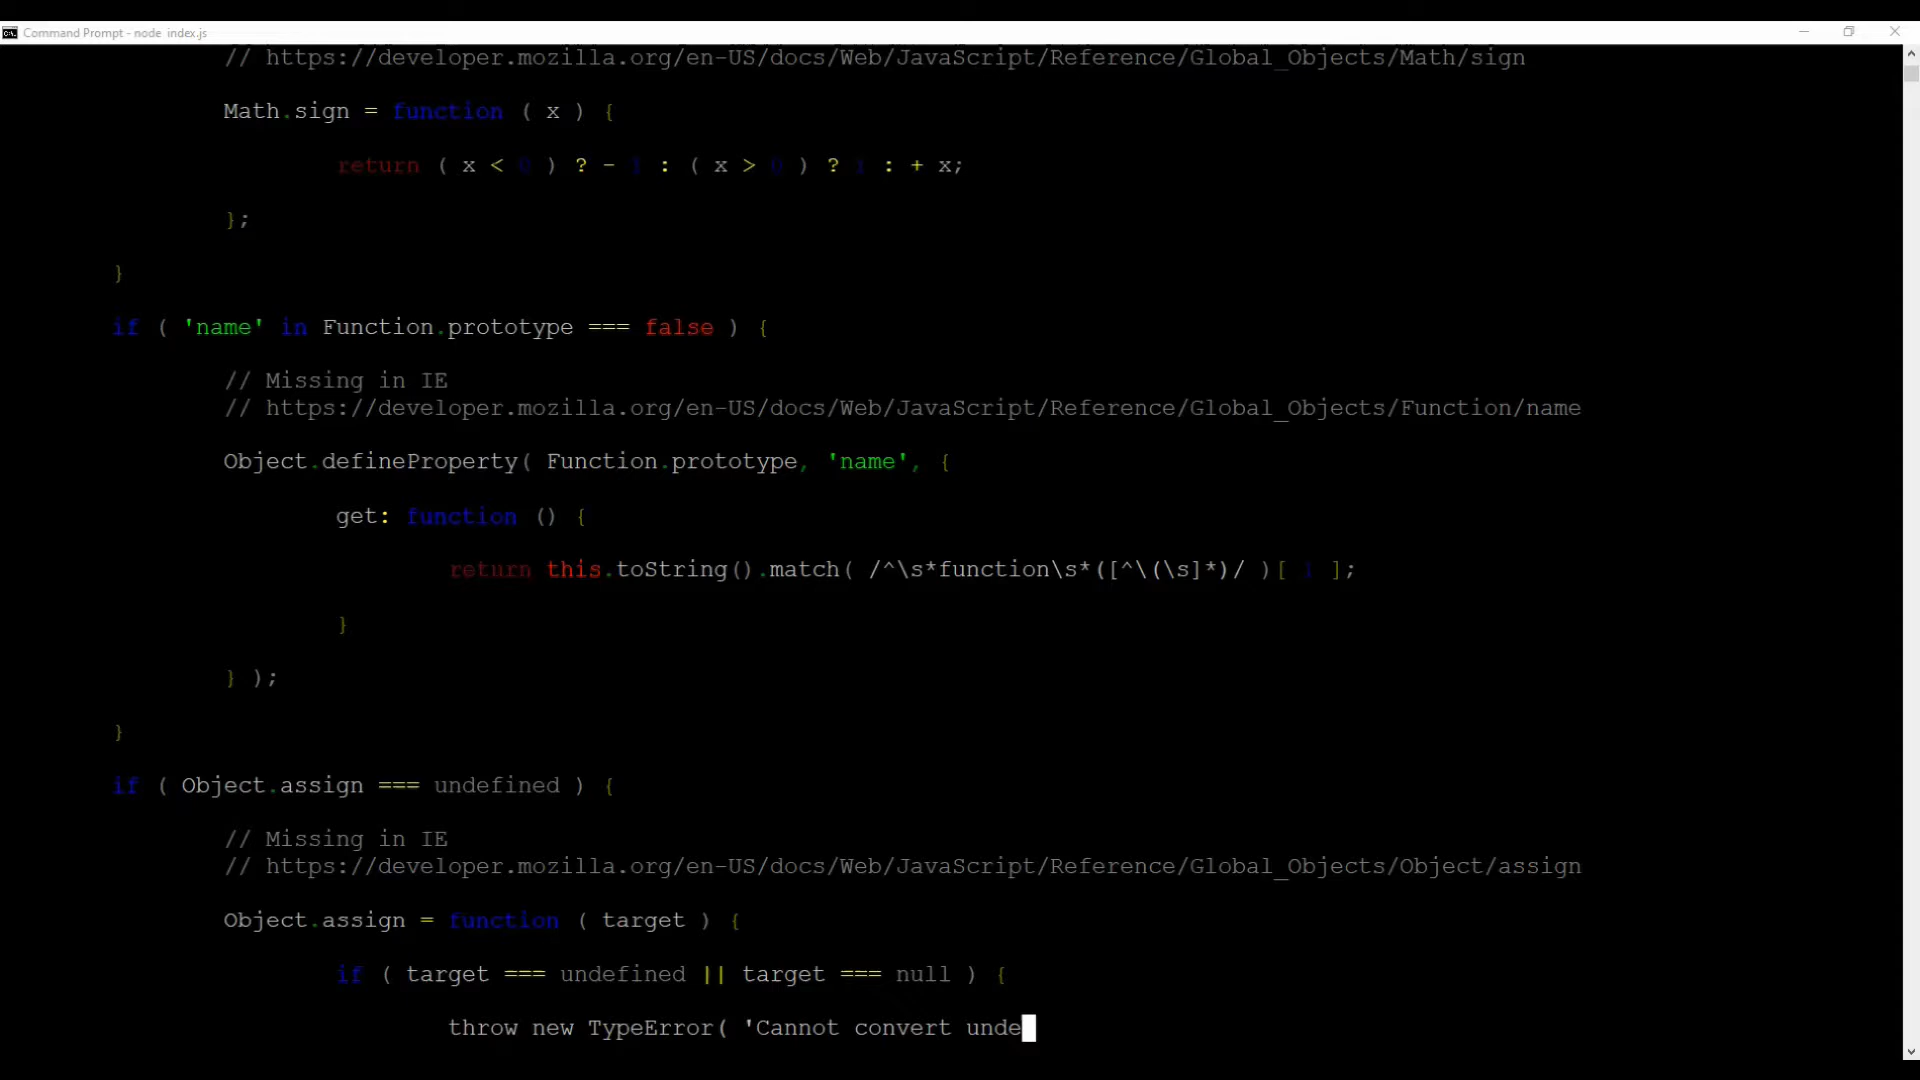 Command Prompt - node  index.js
// https://developer.mozilla.org/en-US/docs/Web/JavaScript/Reference/Global_Objects/Math/sign
Math.sign = function ( x ) {
return ( x < 0 ) ? - 1 : ( x > 0 ) ? 1 : + x;
};
}
if ( 'name' in Function.prototype === false ) {
// Missing in IE
// https://developer.mozilla.org/en-US/docs/Web/JavaScript/Reference/Global_Objects/Function/name
Object.defineProperty( Function.prototype, 'name', {
get: function () {
return this.toString().match( /^\s*function\s*([^\(\s]*)/ )[ 1 ];
}
} );
}
if ( Object.assign === undefined ) {
// Missing in IE
// https://developer.mozilla.org/en-US/docs/Web/JavaScript/Reference/Global_Objects/Object/assign
Object.assign = function ( target ) {
if ( target === undefined || target === null ) {
throw new TypeError( 'Cannot convert unde